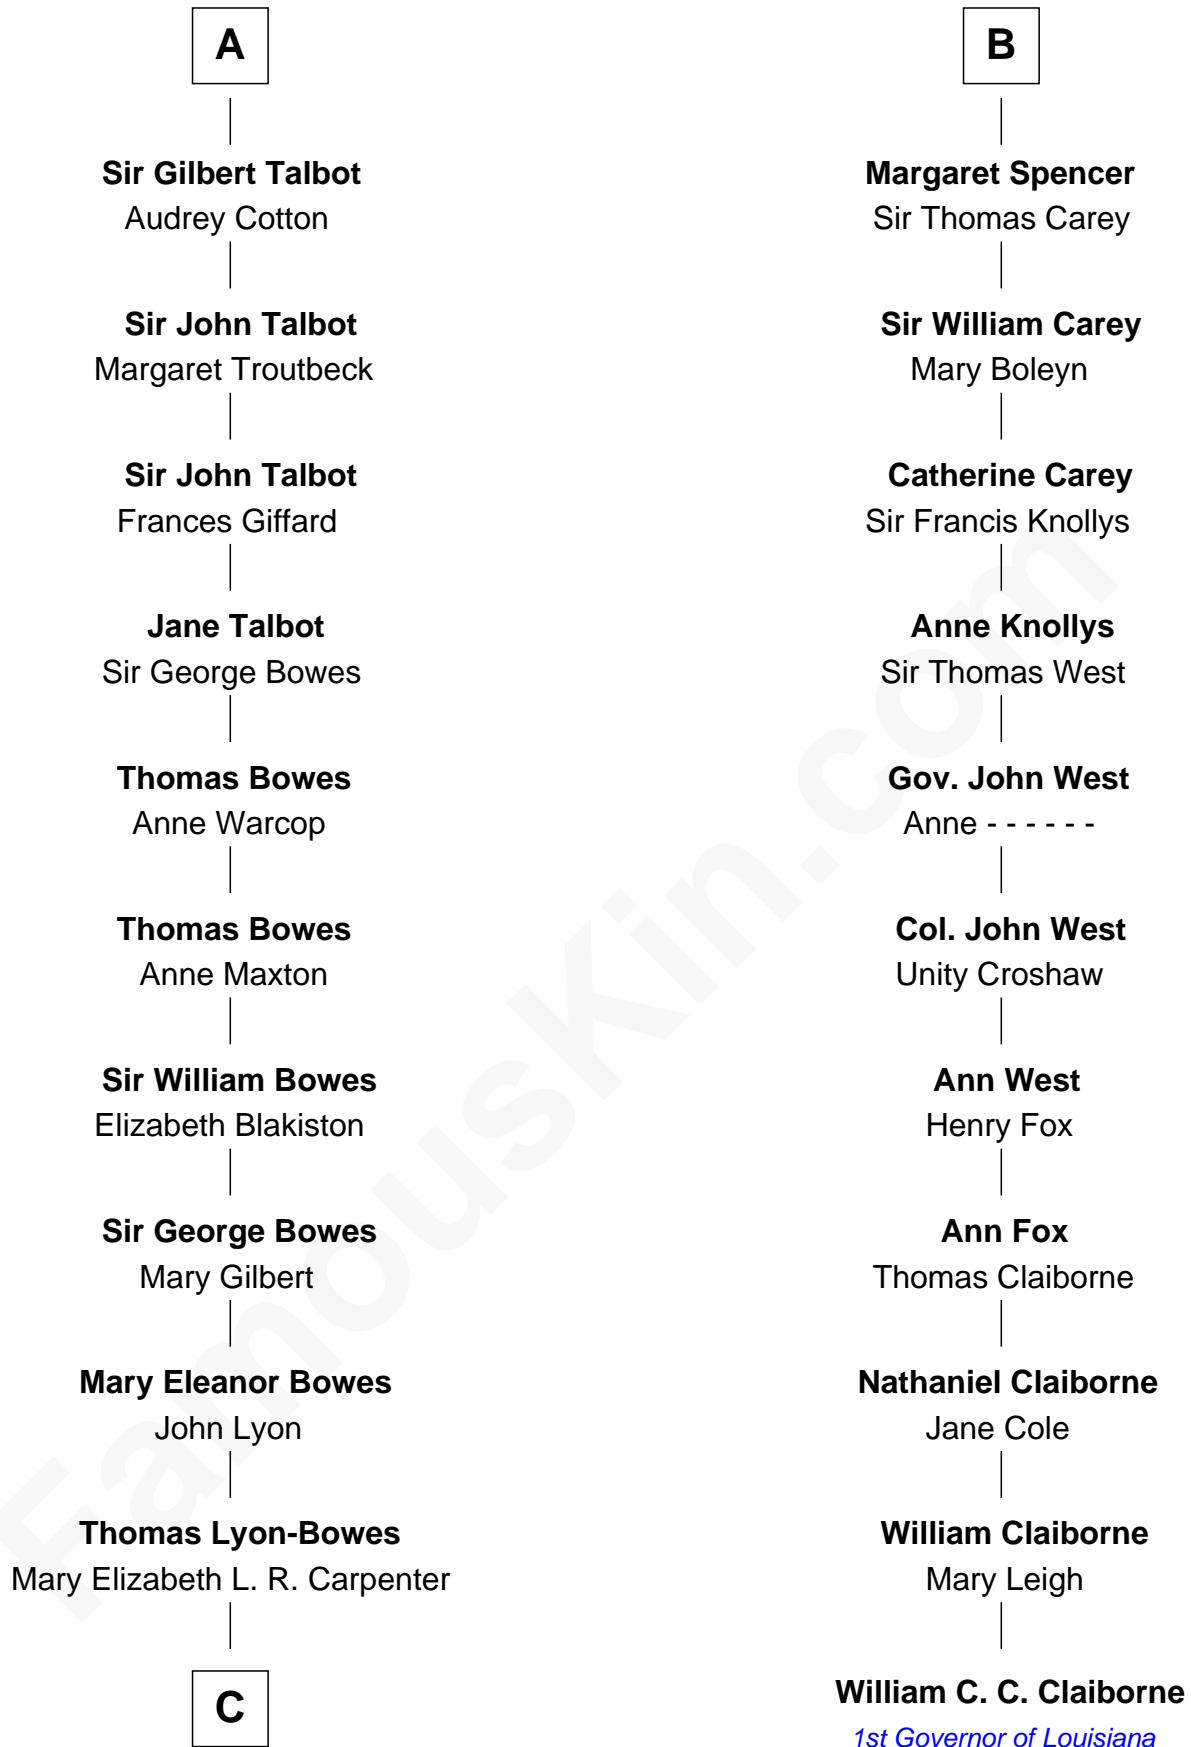 A
Sir Gilbert Talbot
Audrey Cotton
Sir John Talbot
Margaret Troutbeck
Sir John Talbot
Frances Giffard
Jane Talbot
Sir George Bowes
Thomas Bowes
Anne Warcop
Thomas Bowes
Anne Maxton
Sir William Bowes
Elizabeth Blakiston
Sir George Bowes
Mary Gilbert
Mary Eleanor Bowes
John Lyon
Thomas Lyon-Bowes
Mary Elizabeth L. R. Carpenter
C
B
Margaret Spencer
Sir Thomas Carey
Sir William Carey
Mary Boleyn
Catherine Carey
Sir Francis Knollys
Anne Knollys
Sir Thomas West
Gov. John West
Anne - - - - - -
Col. John West
Unity Croshaw
Ann West
Henry Fox
Ann Fox
Thomas Claiborne
Nathaniel Claiborne
Jane Cole
William Claiborne
Mary Leigh
William C. C. Claiborne
1st Governor of Louisiana
FamousKin.com